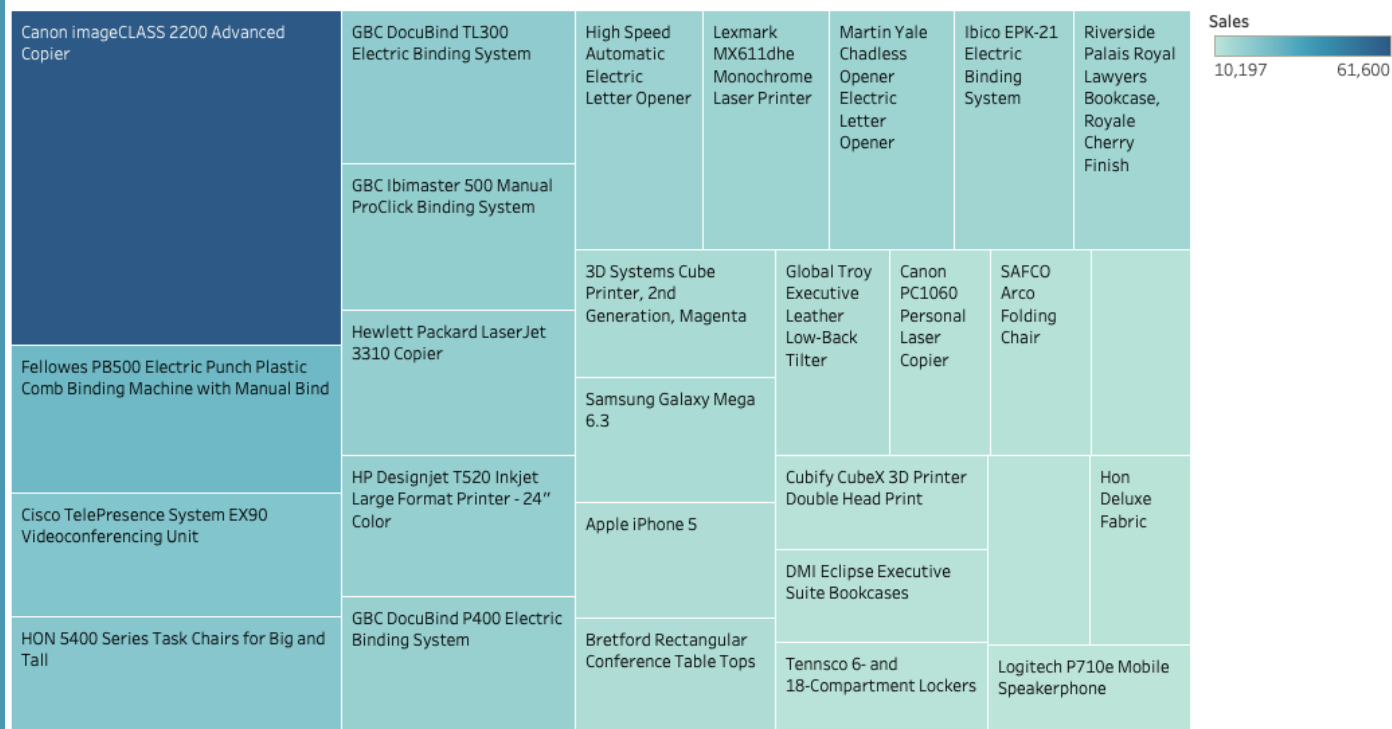 Canon imageCLASS 2200 Advanced
Copier
Fellowes PB500 Electric Punch Plastic
Comb Binding Machine with Manual Bind
Cisco TelePresence System EX90
Videoconferencing Unit
HON 5400 Series Task Chairs for Big and
Tall
GBC DocuBind TL300
Electric Binding System
GBC Ibimaster 500 Manual
ProClick Binding System
Hewlett Packard LaserJet
3310 Copier
HP Designjet T520 Inkjet
Large Format Printer - 24"
Color
GBC DocuBind P400 Electric
Binding System
High Speed
Automatic
Electric
Letter Opener
Lexmark
MX611dhe
Monochrome
Laser Printer
Martin Yale
Chadless
Opener
Electric
Letter
Opener
Ibico EPK-21
Electric
Binding
System
Riverside
Palais Royal
Lawyers
Bookcase,
Royale
Cherry
Finish
3D Systems Cube
Printer, 2nd
Generation, Magenta
Samsung Galaxy Mega
6.3
Apple iPhone 5
Bretford Rectangular
Conference Table Tops
Global Troy
Executive
Leather
Low-Back
Tilter
Canon
PC1060
Personal
Laser
Copier
SAFCO
Arco
Folding
Chair
Cubify CubeX 3D Printer
Double Head Print
DMI Eclipse Executive
Suite Bookcases
Tennsco 6- and
18-Compartment Lockers
Hon
Deluxe
Fabric
Logitech P710e Mobile
Speakerphone
Sales
10,197 61,600